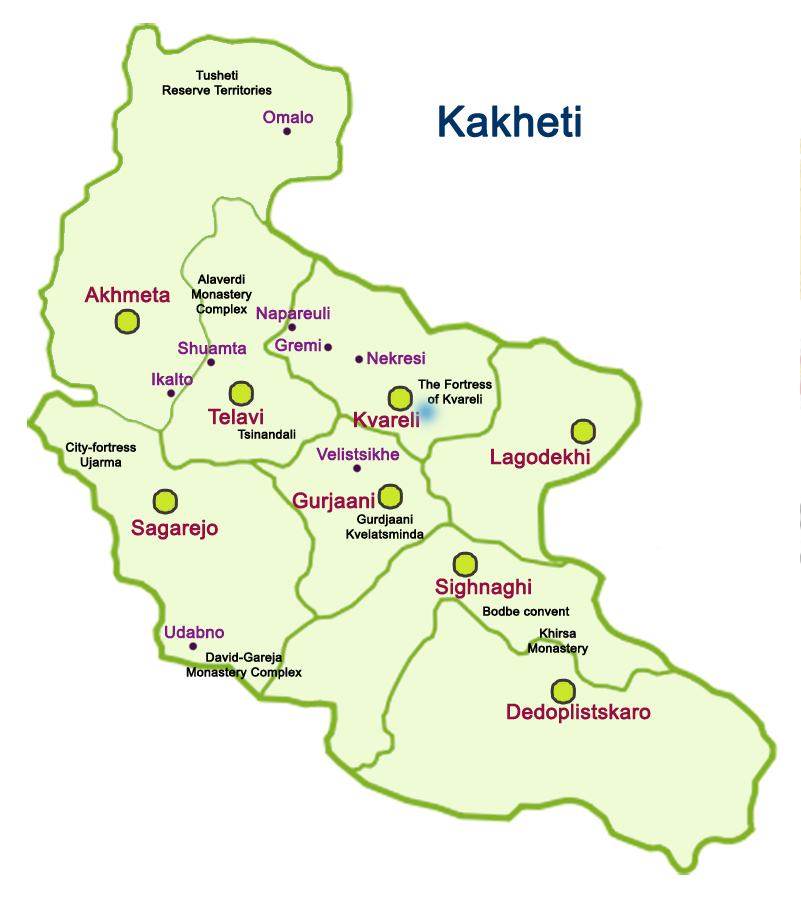 Tusheti
Reserve Territories
Omalo
Kakheti
Alaverdi
Monastery
Complex
Akhmeta
Napareuli
Gremi
Shuamta
Nekresi
Ikalto
The Fortress
of Kvareli
Telavi
Kvareli
Tsinandali
City-fortress
Ujarma
Velistsikhe
Lagodekhi
Gurjaani
Gurdjaani
Kvelatsminda
Sagarejo
Sighnaghi
Bodbe convent
Udabno
Khirsa
Monastery
David-Gareja
Monastery Complex
Dedoplistskaro